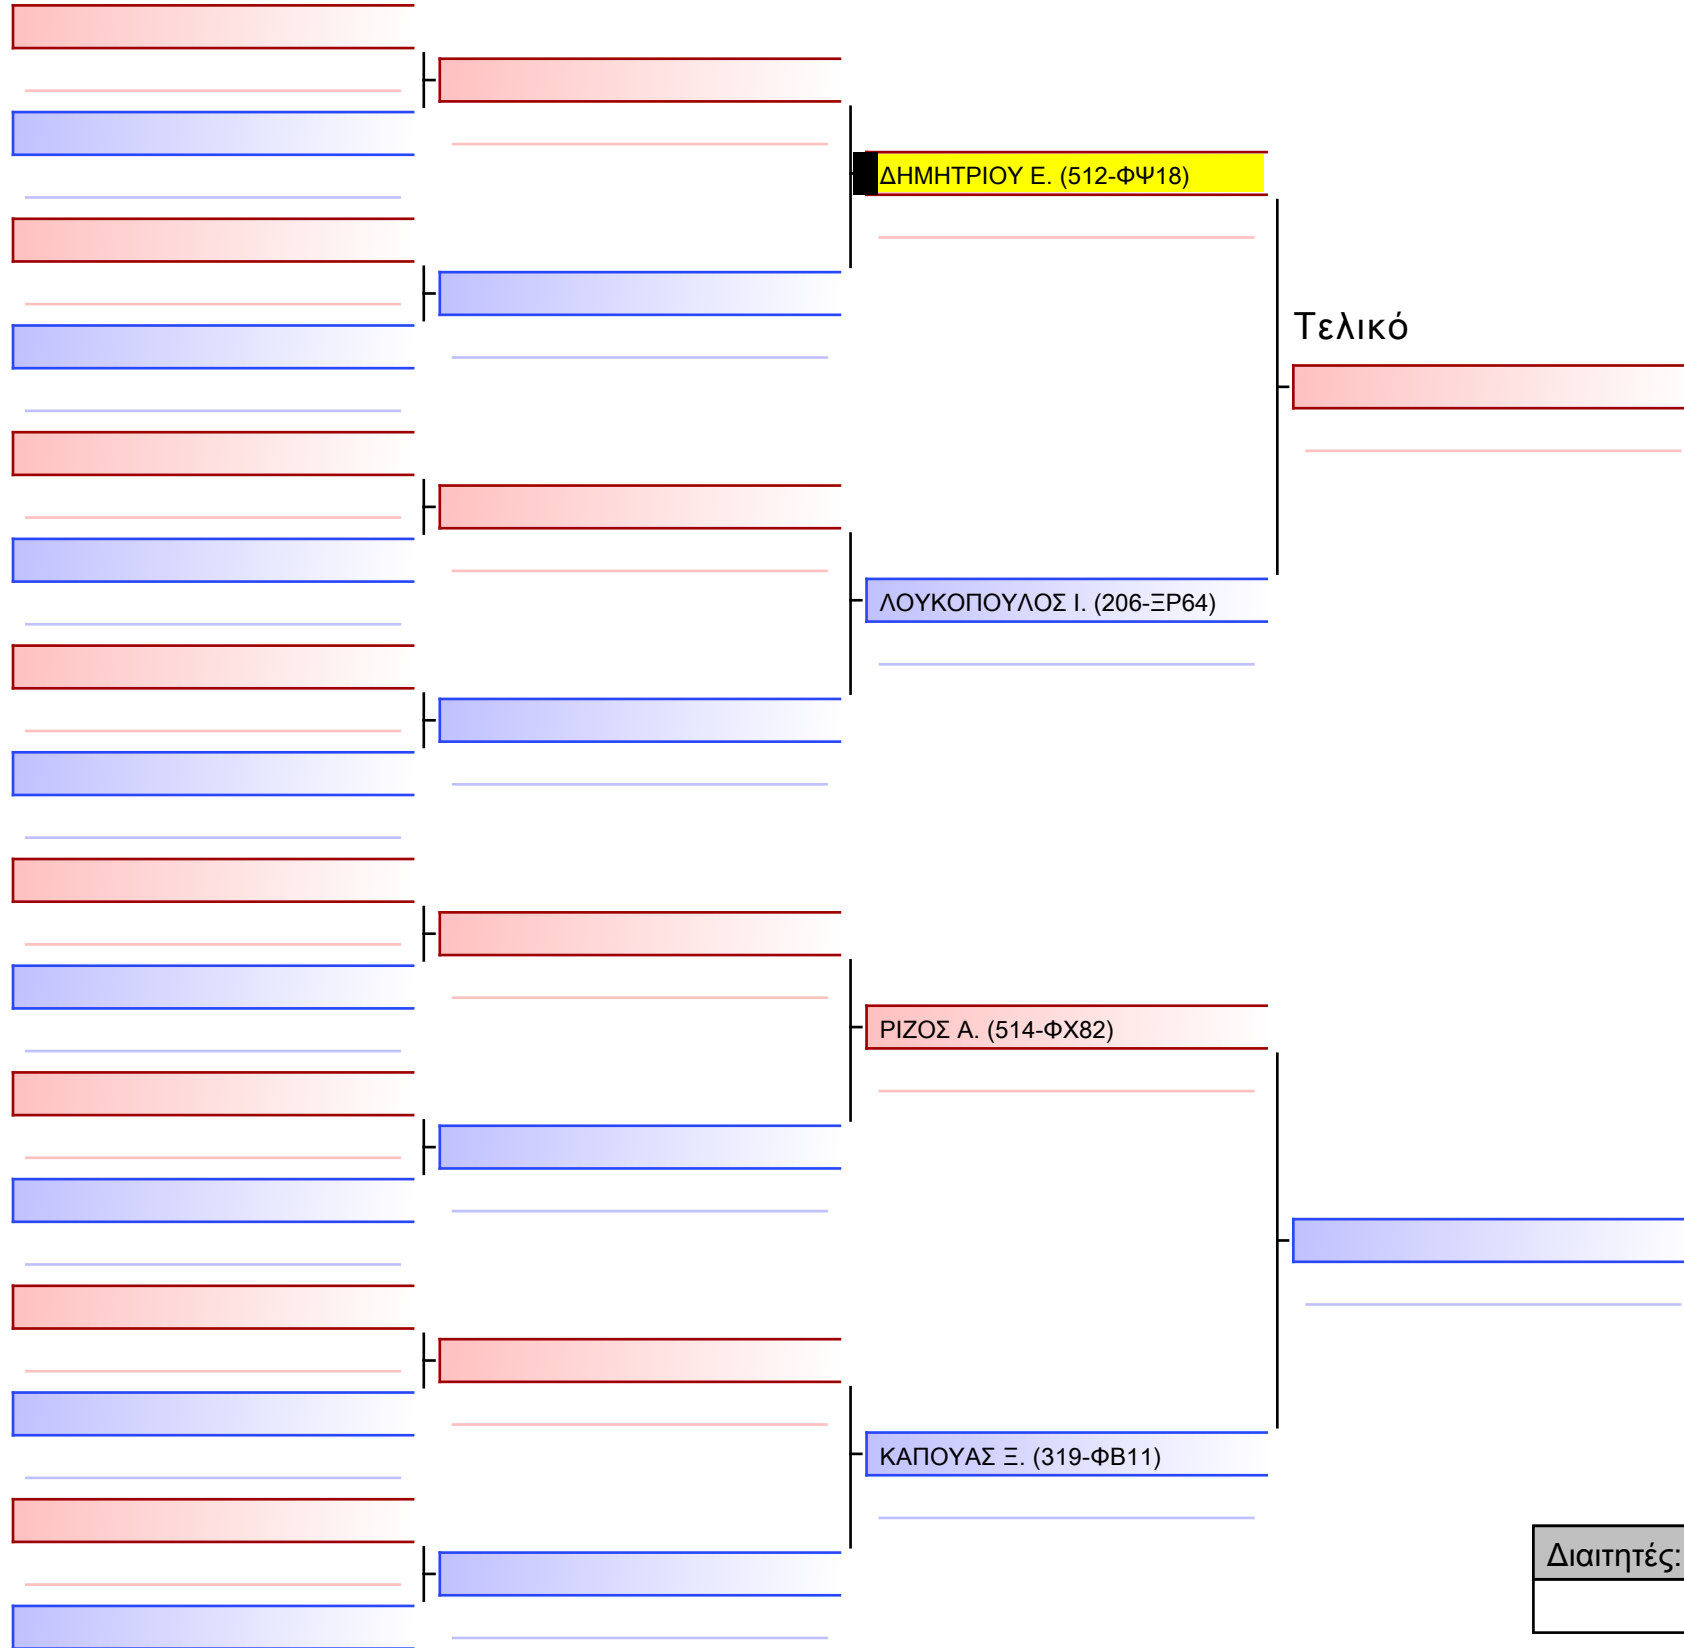 ΔΗΜΗΤΡΙΟΥ Ε. (512-ΦΨ18)
Τελικό
ΛΟΥΚΟΠΟΥΛΟΣ Ι. (206-ΞΡ64)
ΡΙΖΟΣ Α. (514-ΦΧ82)
ΚΑΠΟΥΑΣ Ξ. (319-ΦΒ11)
Διαιτητές: